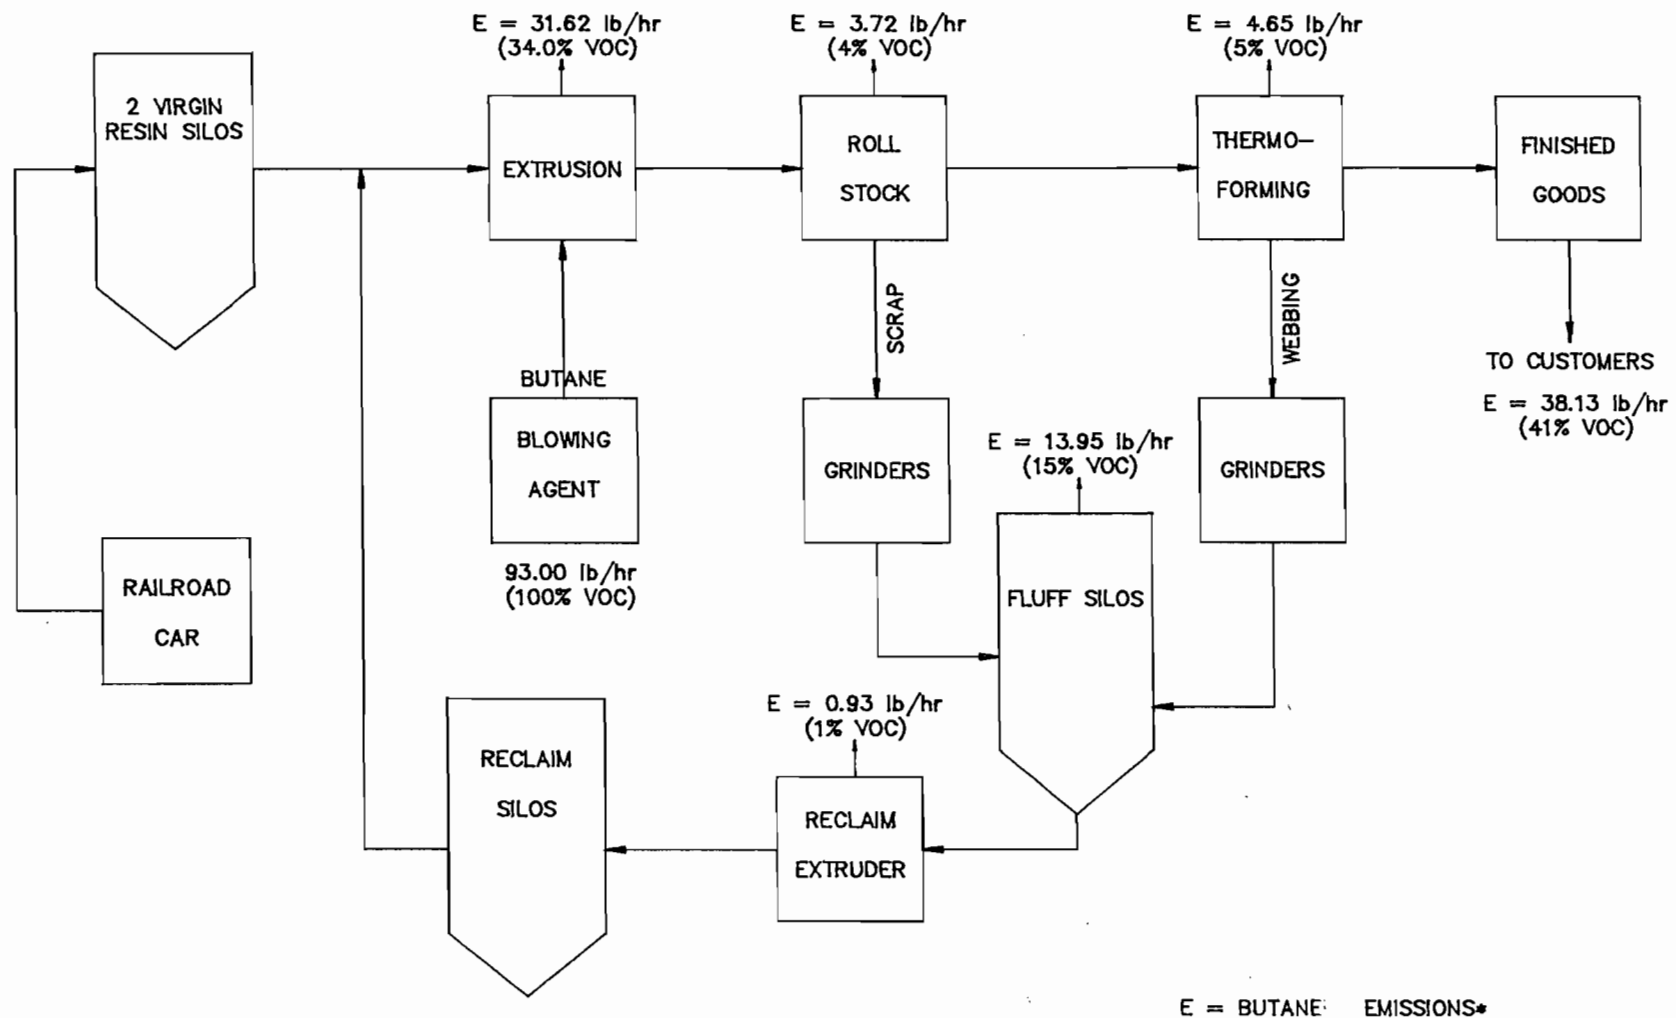 E = 31.62 lb/hr
(34.0% VOC)
E = 3.72 lb/hr
(4% VOC)
E = 4.65 lb/hr
(5% VOC)
2 VIRGIN
RESIN SILOS
EXTRUSION
ROLL
STOCK
THERMO-
FORMING
FINISHED
GOODS
SCRAP
WEBBING
TO CUSTOMERS
E = 38.13 lb/hr
(41% VOC)
BUTANE
BLOWING
AGENT
93.00 lb/hr
(100% VOC)
GRINDERS
E = 13.95 lb/hr
(15% VOC)
GRINDERS
RAILROAD
CAR
FLUFF SILOS
RECLAIM
SILOS
E = 0.93 lb/hr
(1% VOC)
RECLAIM
EXTRUDER
E = BUTANE EMISSIONS*